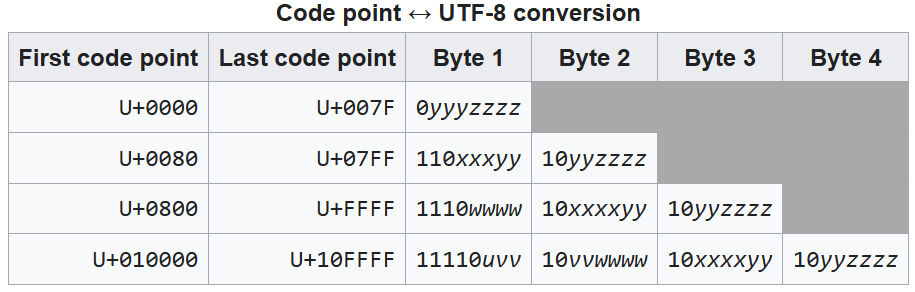 Code point ↔ UTF-8 conversion
First code point Last code point Byte 1 Byte 2 Byte 3 Byte 4
U+0000 U+007F 0yyyzzzz
U+0080 U+07FF 110xxxyy 10yyzzzz
U+0800 U+FFFF 1110wwww 10xxxxyy 10yyzzzz
U+010000 U+10FFFF 11110uvv 10vvwwww 10xxxxyy 10yyzzzz